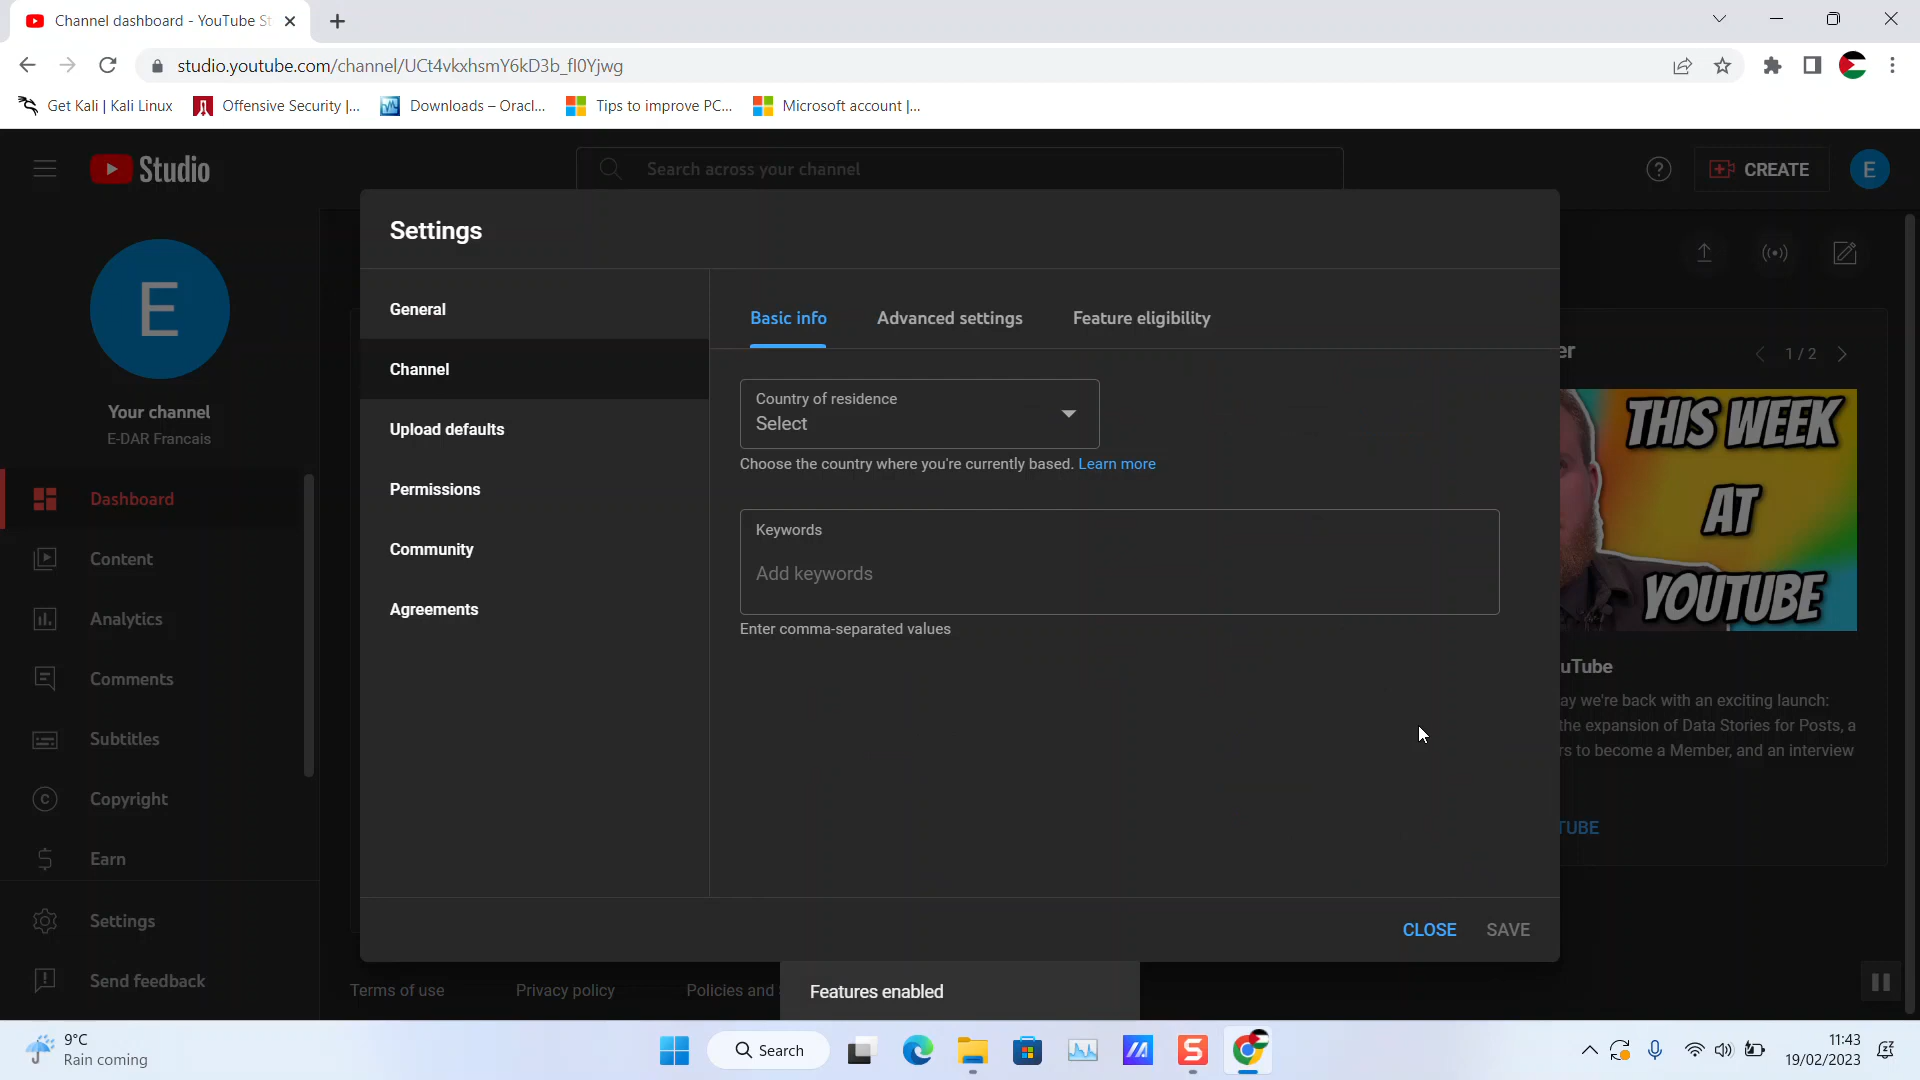 Channel dashboard - YouTube St
studio.youtube.com/channel/UCt4vkxhsmY6kD3b_fI0Yjwg
Get Kali | Kali Linux
Offensive Security |...
Downloads – Oracl...
Tips to improve PC...
Microsoft account |...
Studio
Search across your channel
CREATE
E
E
Your channel
E-DAR Francais
Dashboard
Content
Analytics
Comments
Subtitles
Copyright
Earn
Settings
Send feedback
Settings
General
Channel
Upload defaults
Permissions
Community
Agreements
Basic info
Advanced settings
Feature eligibility
Country of residence
Select
Choose the country where you're currently based. Learn more
Keywords
Add keywords
Enter comma-separated values
CLOSE
SAVE
er
1 / 2
THIS WEEK
AT
YOUTUBE
uTube
ay we're back with an exciting launch:
the expansion of Data Stories for Posts, a
rs to become a Member, and an interview
TUBE
Terms of use
Privacy policy
Policies and
Features enabled
9°C
Rain coming
Search
11:43
19/02/2023